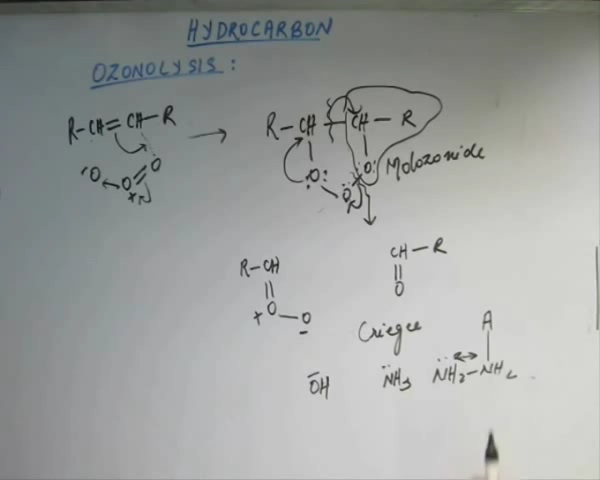 HYDROCARBON
OZONOLYSIS :
R-CH=CH-R
R-CH-CH-R
-O O=O
+
:O: O O:
Molozonide
R-CH CH-R
|| ||
O O
+ O
-
Criegee
A
|
OH NH3 NH2-NH2